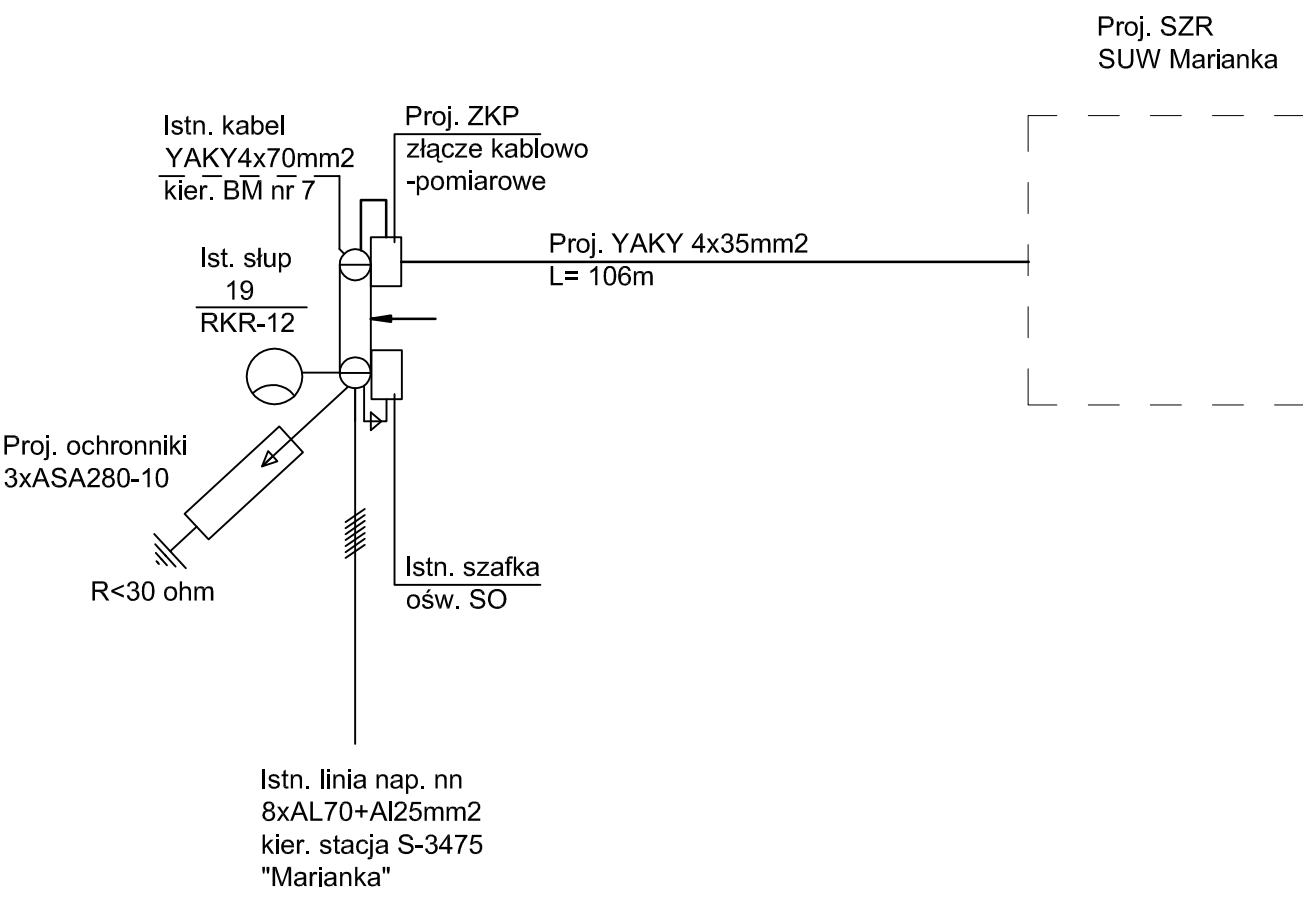 Proj. SZR
SUW Marianka
Istn. kabel
YAKY4x70mm2
kier. BM nr 7
Proj. ZKP
złącze kablowo
-pomiarowe
Ist. słup
19
RKR-12
Proj. YAKY 4x35mm2
L= 106m
Proj. ochronniki
3xASA280-10
R<30 ohm
Istn. szafka
ośw. SO
Istn. linia nap. nn
8xAL70+Al25mm2
kier. stacja S-3475
"Marianka"